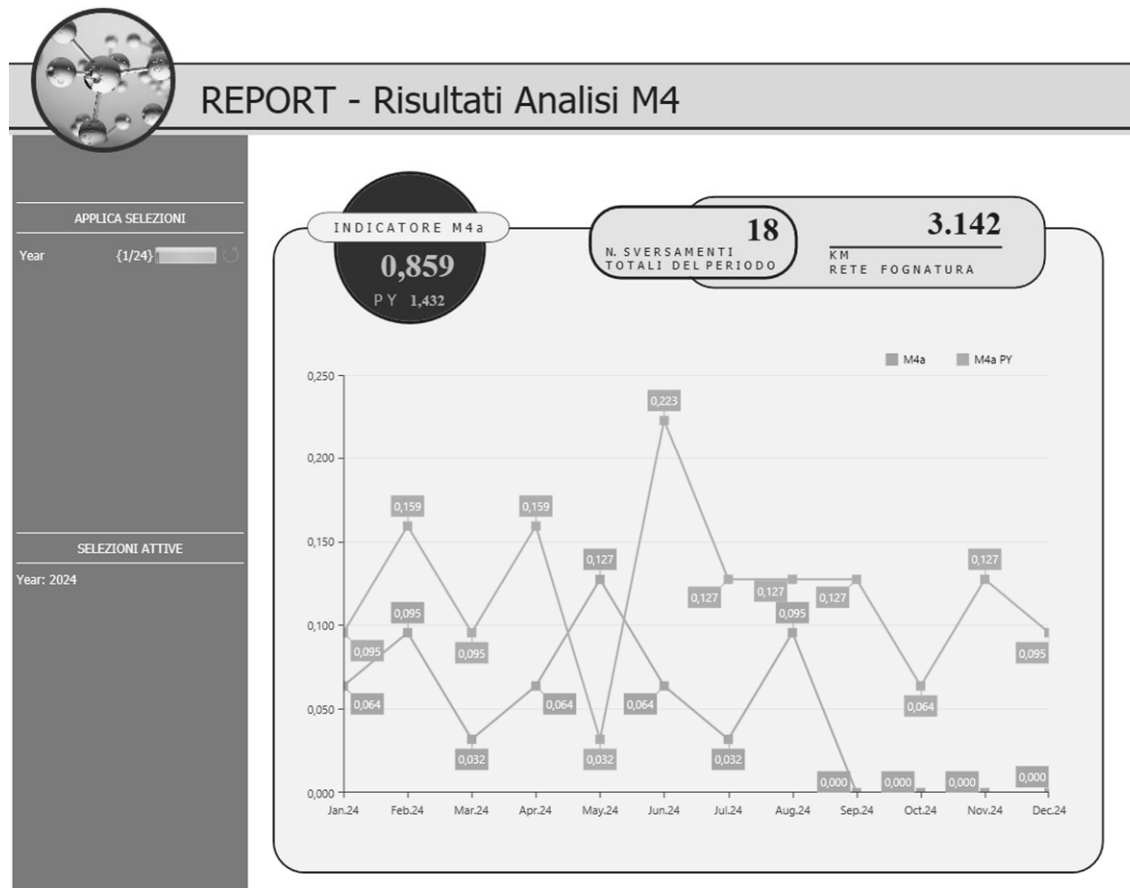 REPORT - Risultati Analisi M4
APPLICA SELEZIONI
Year {1/24}
SELEZIONI ATTIVE
Year: 2024
INDICATORE M4a
0,859
PY 1,432
18
N. SVERSAMENTI
TOTALI DEL PERIODO
3.142
KM
RETE FOGNATURA
M4a M4a PY
0,250
0,223
0,200
0,159 0,159
0,150
0,127 0,127
0,127 0,127 0,127
0,095 0,095
0,100
0,095 0,095 0,095
0,064 0,064 0,064 0,064
0,050
0,032 0,032 0,032
0,000 0,000 0,000 0,000
0,000
Jan.24 Feb.24 Mar.24 Apr.24 May.24 Jun.24 Jul.24 Aug.24 Sep.24 Oct.24 Nov.24 Dec.24